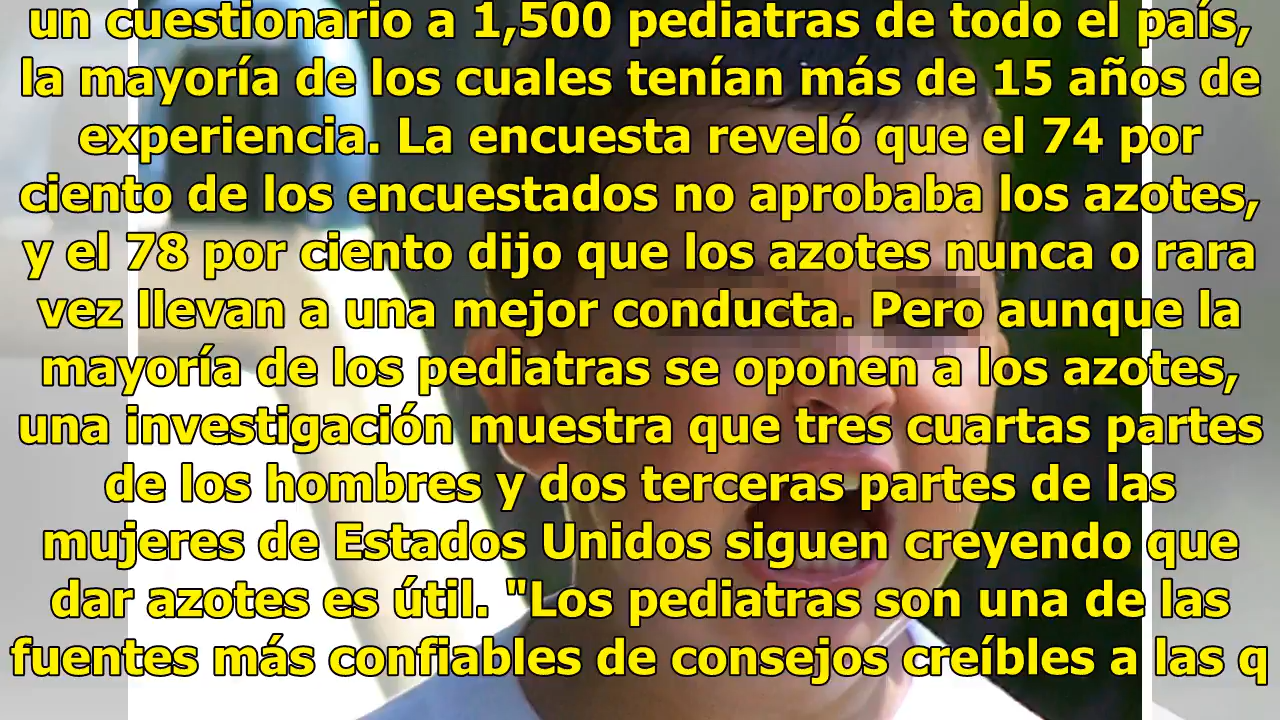 un cuestionario a 1,500 pediatras de todo el país,
la mayoría de los cuales tenían más de 15 años de
experiencia. La encuesta reveló que el 74 por
ciento de los encuestados no aprobaba los azotes,
y el 78 por ciento dijo que los azotes nunca o rara
vez llevan a una mejor conducta. Pero aunque la
mayoría de los pediatras se oponen a los azotes,
una investigación muestra que tres cuartas partes
de los hombres y dos terceras partes de las
mujeres de Estados Unidos siguen creyendo que
dar azotes es útil. "Los pediatras son una de las
fuentes más confiables de consejos creíbles a las q